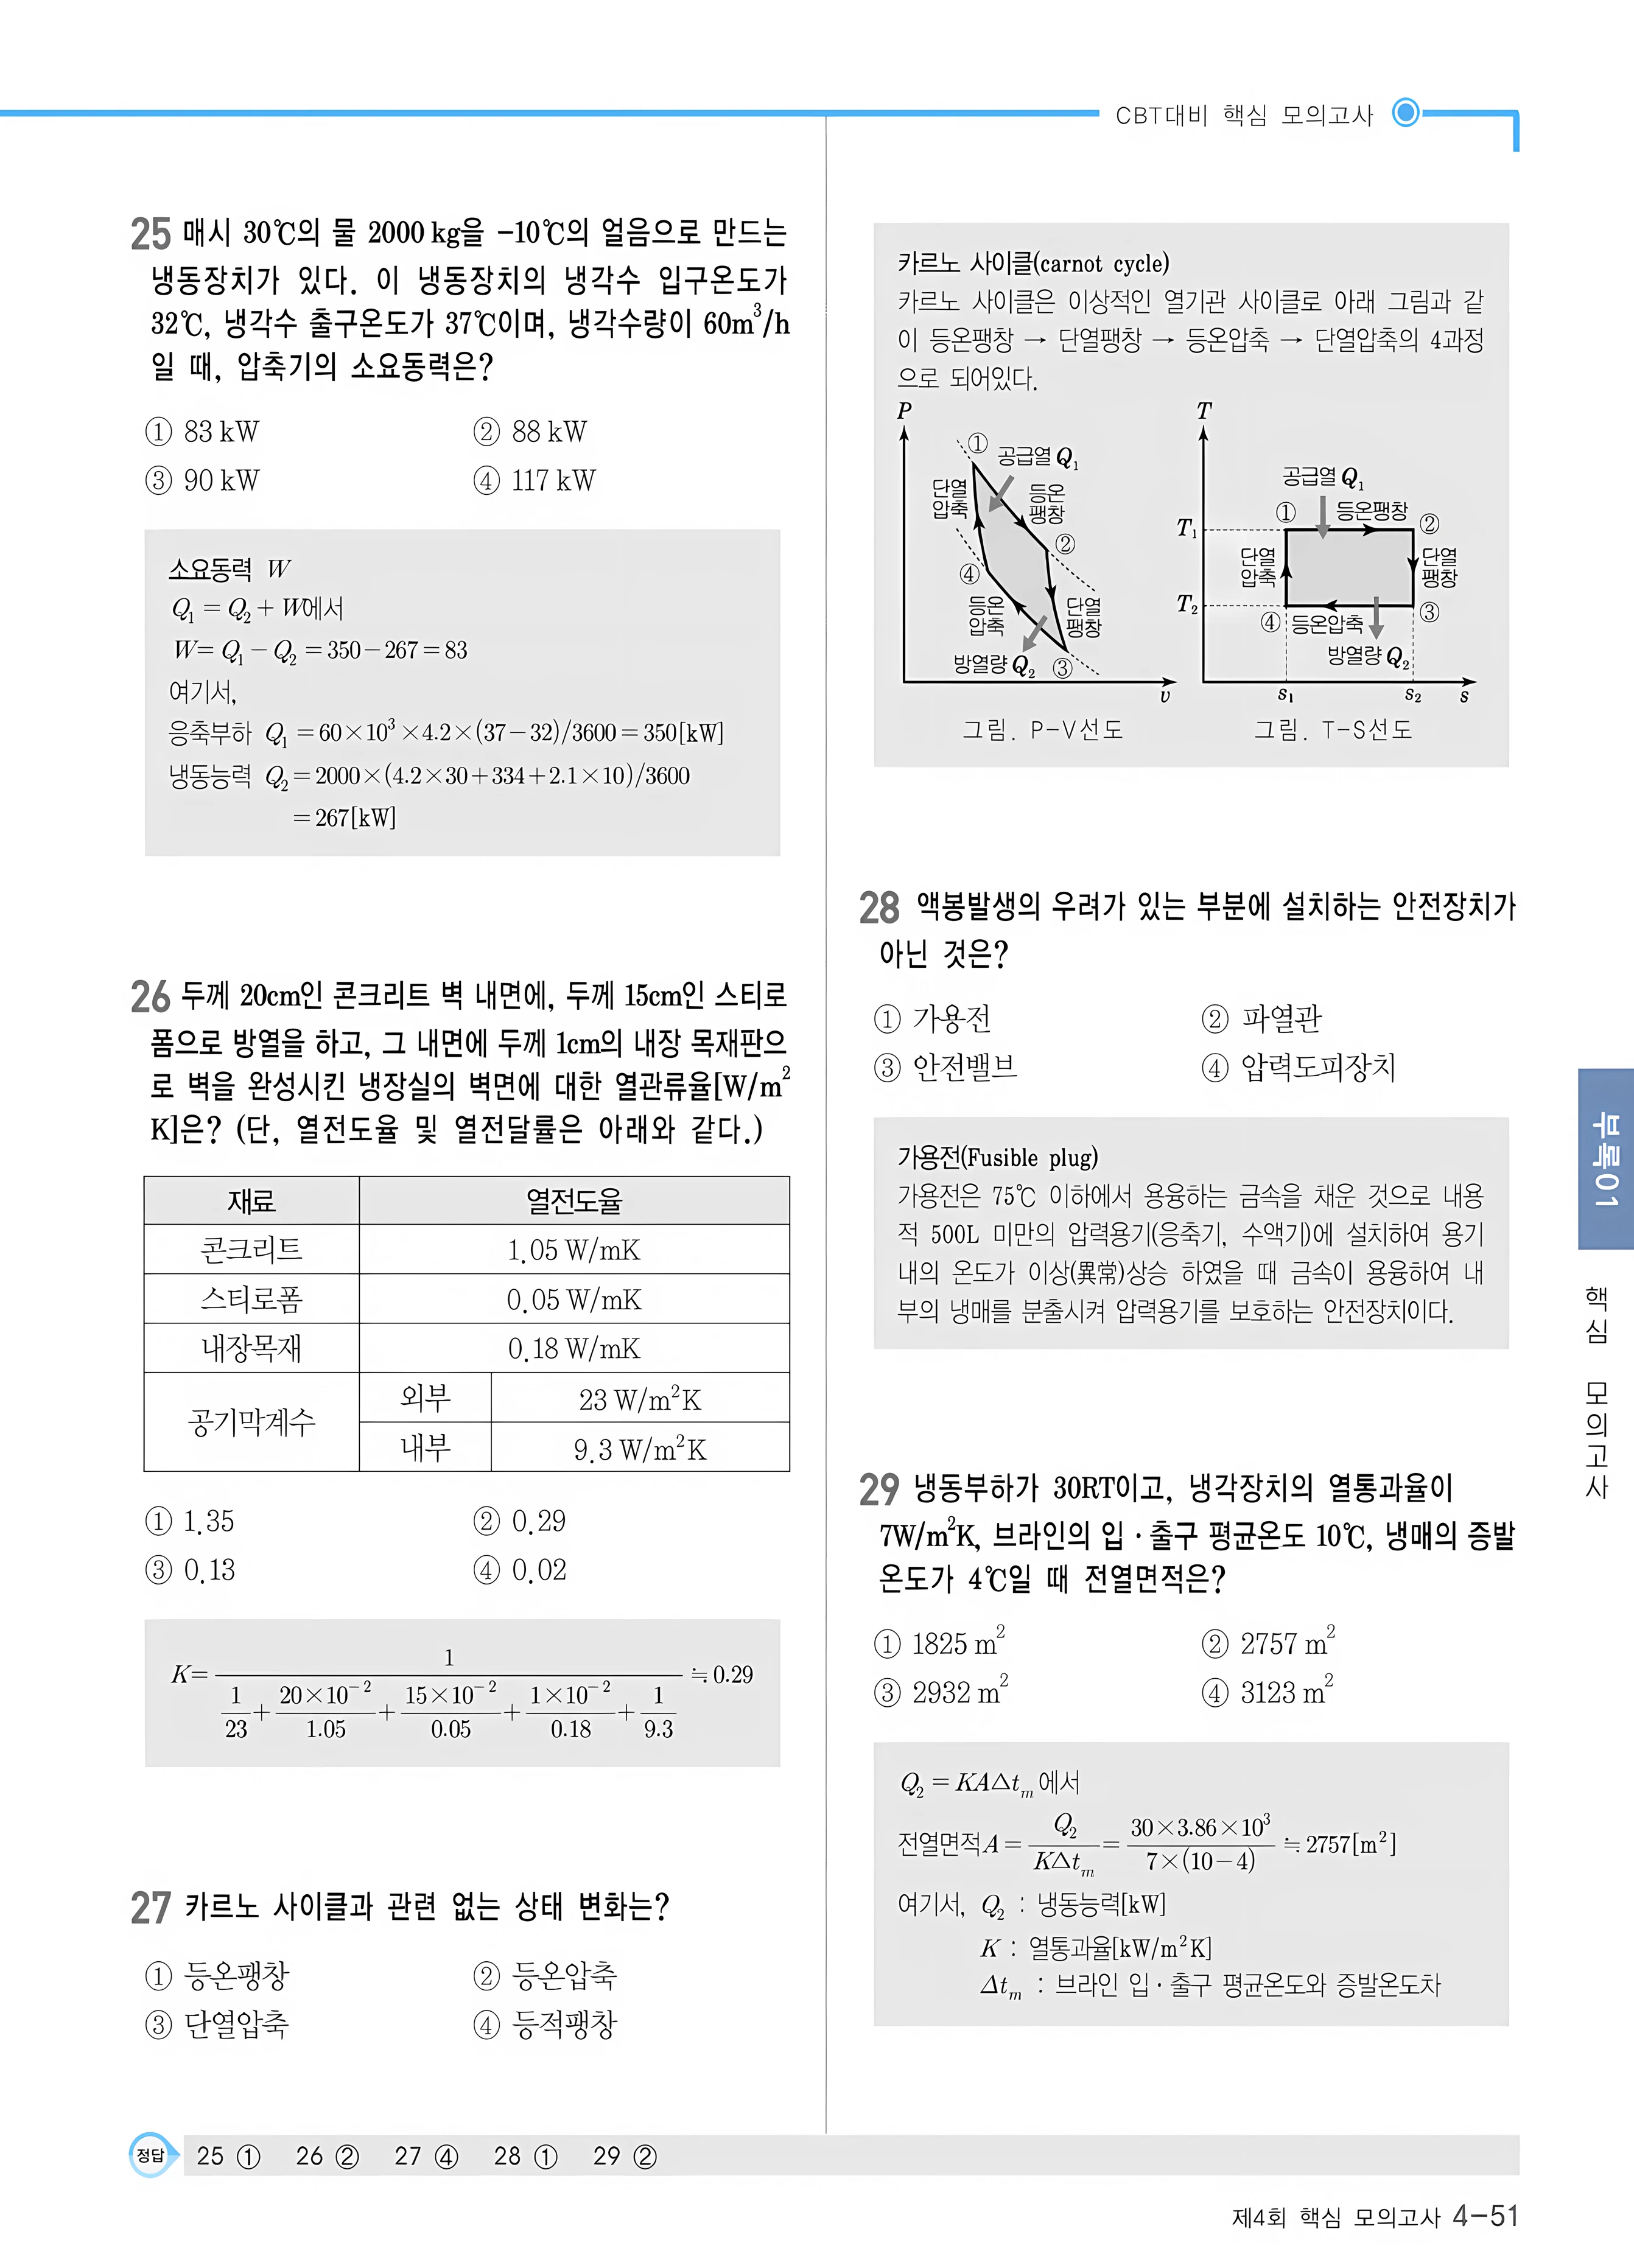 CBT대비 핵심 모의고사
25 매시 30℃의 물 2000 kg을 -10℃의 얼음으로 만드는
냉동장치가 있다. 이 냉동장치의 냉각수 입구온도가
32℃, 냉각수 출구온도가 37℃이며, 냉각수량이 60m³/h
일 때, 압축기의 소요동력은?
① 83 kW ② 88 kW
③ 90 kW ④ 117 kW
소요동력 W
Q₁ = Q₂ + W에서
W = Q₁ - Q₂ = 350-267 = 83
여기서,
응축부하 Q₁ = 60×10³×4.2×(37-32)/3600 = 350[kW]
냉동능력 Q₂ = 2000×(4.2×30+334+2.1×10)/3600
= 267[kW]
26 두께 20cm인 콘크리트 벽 내면에, 두께 15cm인 스티로
폼으로 방열을 하고, 그 내면에 두께 1cm의 내장 목재판으
로 벽을 완성시킨 냉장실의 벽면에 대한 열관류율[W/m²
K]은? (단, 열전도율 및 열전달률은 아래와 같다.)
재료 열전도율
콘크리트 1.05 W/mK
스티로폼 0.05 W/mK
내장목재 0.18 W/mK
공기막계수 외부 23 W/m²K
내부 9.3 W/m²K
① 1.35 ② 0.29
③ 0.13 ④ 0.02
K = 1 / (1/23 + 20×10⁻²/1.05 + 15×10⁻²/0.05 + 1×10⁻²/0.18 + 1/9.3) ≒ 0.29
27 카르노 사이클과 관련 없는 상태 변화는?
① 등온팽창 ② 등온압축
③ 단열압축 ④ 등적팽창
카르노 사이클(carnot cycle)
카르노 사이클은 이상적인 열기관 사이클로 아래 그림과 같
이 등온팽창 → 단열팽창 → 등온압축 → 단열압축의 4과정
으로 되어있다.
P
①
공급열 Q₁
단열
압축
등온
팽창
②
④
등온
압축
단열
팽창
방열량 Q₂
③
v
그림. P-V선도
T
공급열 Q₁
①
등온팽창
②
T₁
단열
압축
단열
팽창
T₂
④
등온압축
③
방열량 Q₂
s₁
s₂
s
그림. T-S선도
28 액봉발생의 우려가 있는 부분에 설치하는 안전장치가
아닌 것은?
① 가용전 ② 파열관
③ 안전밸브 ④ 압력도피장치
가용전(Fusible plug)
가용전은 75℃ 이하에서 용융하는 금속을 채운 것으로 내용
적 500L 미만의 압력용기(응축기, 수액기)에 설치하여 용기
내의 온도가 이상(異常)상승 하였을 때 금속이 용융하여 내
부의 냉매를 분출시켜 압력용기를 보호하는 안전장치이다.
29 냉동부하가 30RT이고, 냉각장치의 열통과율이
7W/m²K, 브라인의 입·출구 평균온도 10℃, 냉매의 증발
온도가 4℃일 때 전열면적은?
① 1825 m² ② 2757 m²
③ 2932 m² ④ 3123 m²
Q₂ = KA△tₘ에서
전열면적 A = Q₂ / K△tₘ = 30×3.86×10³ / 7×(10-4) ≒ 2757[m²]
여기서, Q₂ : 냉동능력[kW]
K : 열통과율[kW/m²K]
△tₘ : 브라인 입·출구 평균온도와 증발온도차
부록01
핵심 모의고사
정답 25 ① 26 ② 27 ④ 28 ① 29 ②
제4회 핵심 모의고사 4-51